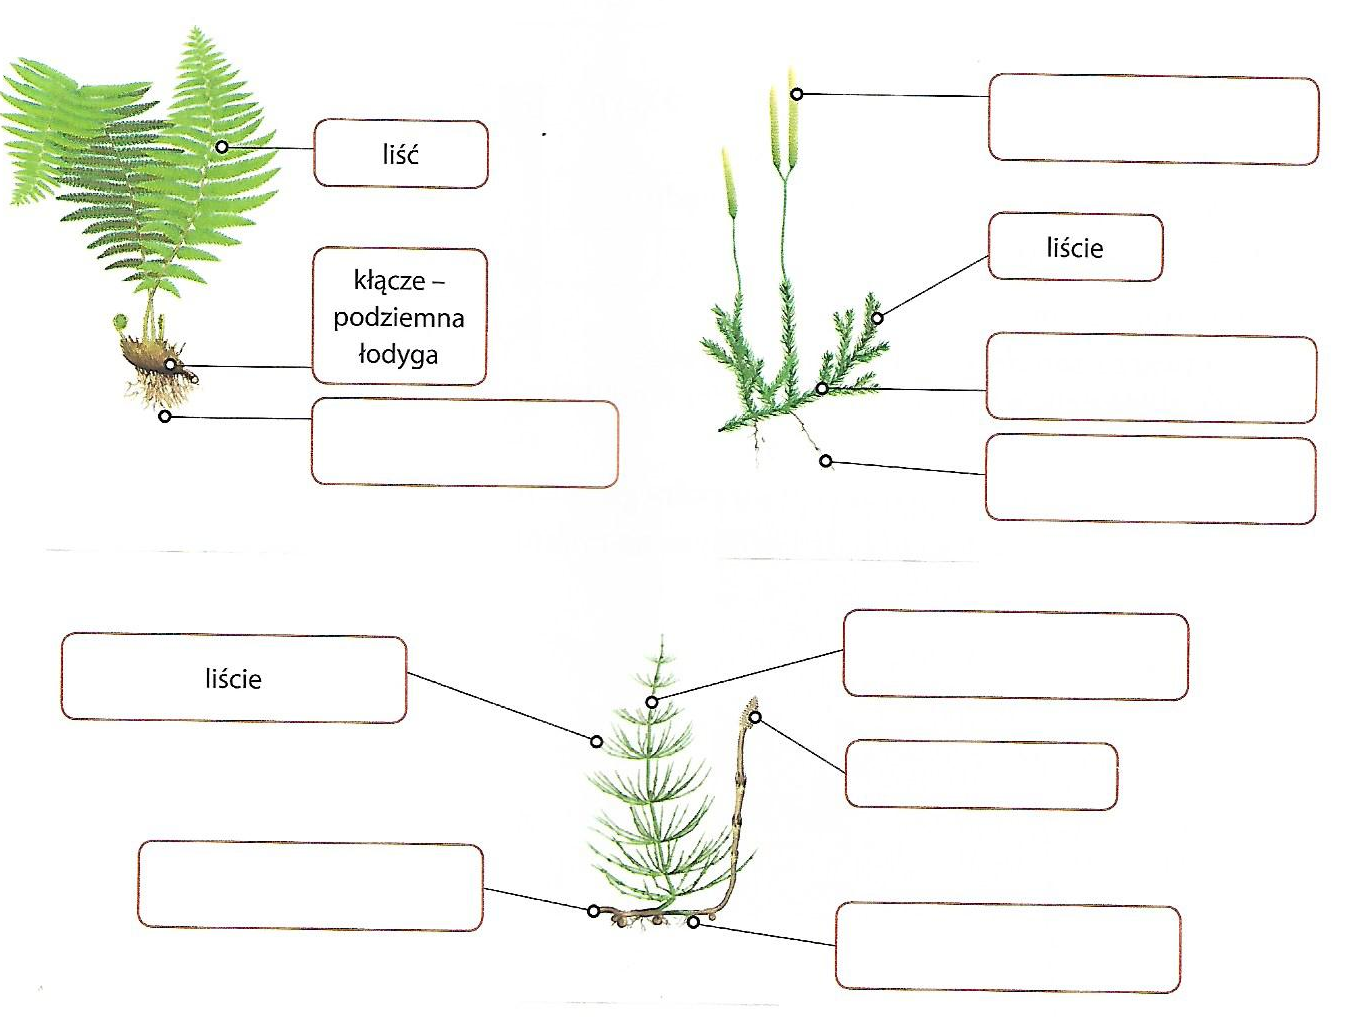 liść
kłącze –
podziemna
łodyga
liście
liście